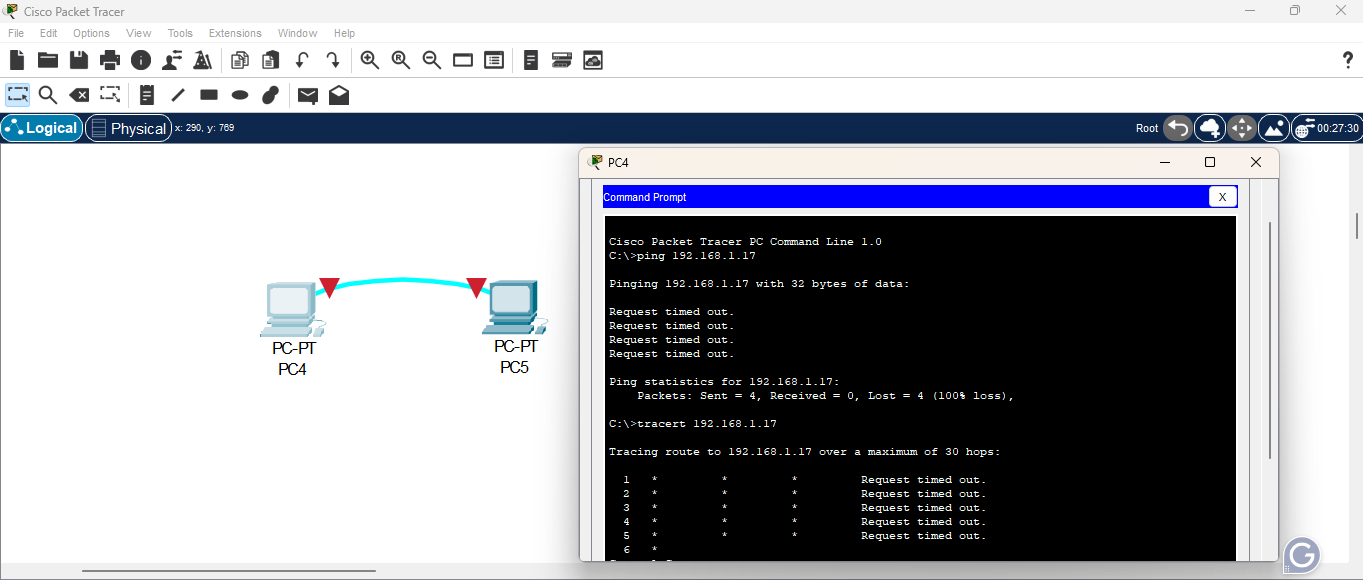 Cisco Packet Tracer
File Edit Options View Tools Extensions Window Help
?
Logical Physical x: 290, y: 769 Root 00:27:30
PC4
Command Prompt X
Cisco Packet Tracer PC Command Line 1.0
C:\>ping 192.168.1.17
Pinging 192.168.1.17 with 32 bytes of data:
Request timed out.
Request timed out.
Request timed out.
Request timed out.
Ping statistics for 192.168.1.17:
Packets: Sent = 4, Received = 0, Lost = 4 (100% loss),
C:\>tracert 192.168.1.17
Tracing route to 192.168.1.17 over a maximum of 30 hops:
1 * * * Request timed out.
2 * * * Request timed out.
3 * * * Request timed out.
4 * * * Request timed out.
5 * * * Request timed out.
6 *
PC-PT
PC4
PC-PT
PC5
G